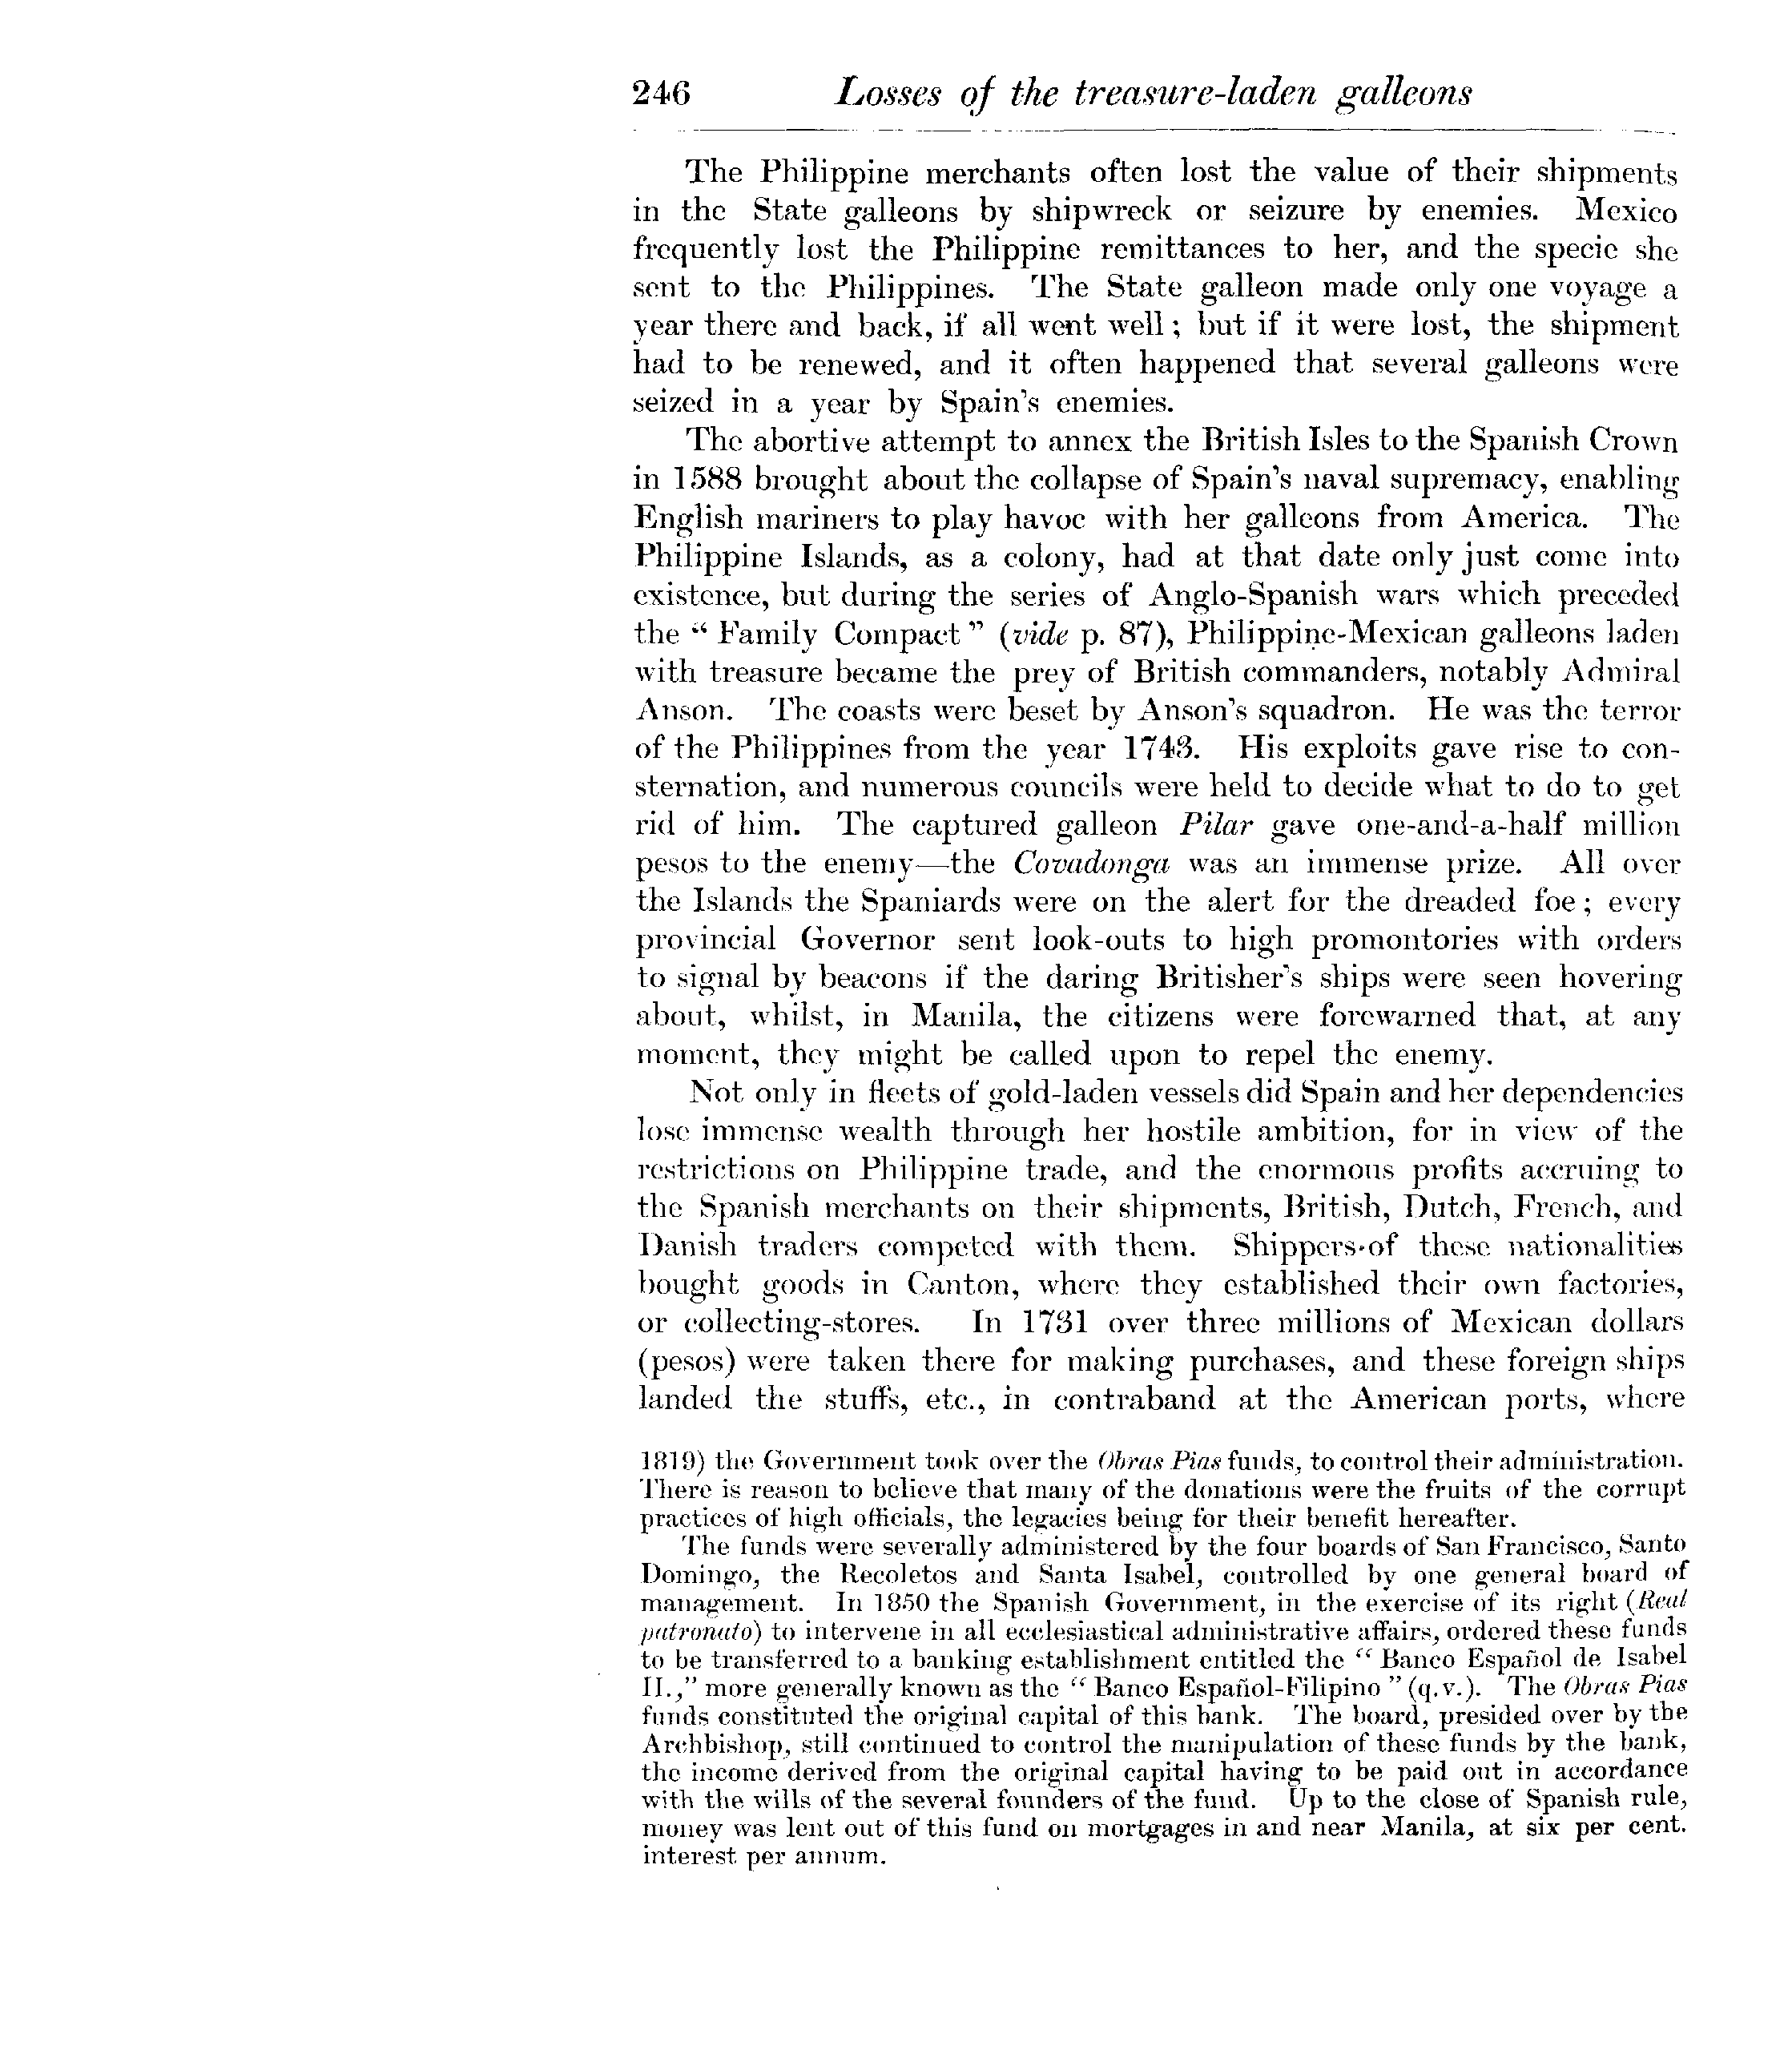 246 Losses of the treasure-laden galleons
The Philippine merchants often lost the value of their shipments
in the State galleons by shipwreck or seizure by enemies. Mexico
frequently lost the Philippine remittances to her, and the specie she
sent to the Philippines. The State galleon made only one voyage a
year there and back, if all went well; but if it were lost, the shipment
had to be renewed, and it often happened that several galleons were
seized in a year by Spain's enemies.
The abortive attempt to annex the British Isles to the Spanish Crown
in 1588 brought about the collapse of Spain's naval supremacy, enabling
English mariners to play havoc with her galleons from America. The
Philippine Islands, as a colony, had at that date only just come into
existence, but during the series of Anglo-Spanish wars which preceded
the "Family Compact" (vide p. 87), Philippine-Mexican galleons laden
with treasure became the prey of British commanders, notably Admiral
Anson. The coasts were beset by Anson's squadron. He was the terror
of the Philippines from the year 1743. His exploits gave rise to con-
sternation, and numerous councils were held to decide what to do to get
rid of him. The captured galleon Pilar gave one-and-a-half million
pesos to the enemy—the Covadonga was an immense prize. All over
the Islands the Spaniards were on the alert for the dreaded foe; every
provincial Governor sent look-outs to high promontories with orders
to signal by beacons if the daring Britisher's ships were seen hovering
about, whilst, in Manila, the citizens were forewarned that, at any
moment, they might be called upon to repel the enemy.
Not only in fleets of gold-laden vessels did Spain and her dependencies
lose immense wealth through her hostile ambition, for in view of the
restrictions on Philippine trade, and the enormous profits accruing to
the Spanish merchants on their shipments, British, Dutch, French, and
Danish traders competed with them. Shippers of these nationalities
bought goods in Canton, where they established their own factories,
or collecting-stores. In 1731 over three millions of Mexican dollars
(pesos) were taken there for making purchases, and these foreign ships
landed the stuffs, etc., in contraband at the American ports, where
1819) the Government took over the Obras Pias funds, to control their administration.
There is reason to believe that many of the donations were the fruits of the corrupt
practices of high officials, the legacies being for their benefit hereafter.
The funds were severally administered by the four boards of San Francisco, Santo
Domingo, the Recoletos and Santa Isabel, controlled by one general board of
management. In 1850 the Spanish Government, in the exercise of its right (Real
patronato) to intervene in all ecclesiastical administrative affairs, ordered these funds
to be transferred to a banking establishment entitled the "Banco Español de Isabel
II.," more generally known as the "Banco Español-Filipino" (q.v.). The Obras Pias
funds constituted the original capital of this bank. The board, presided over by the
Archbishop, still continued to control the manipulation of these funds by the bank,
the income derived from the original capital having to be paid out in accordance
with the wills of the several founders of the fund. Up to the close of Spanish rule,
money was lent out of this fund on mortgages in and near Manila, at six per cent.
interest per annum.